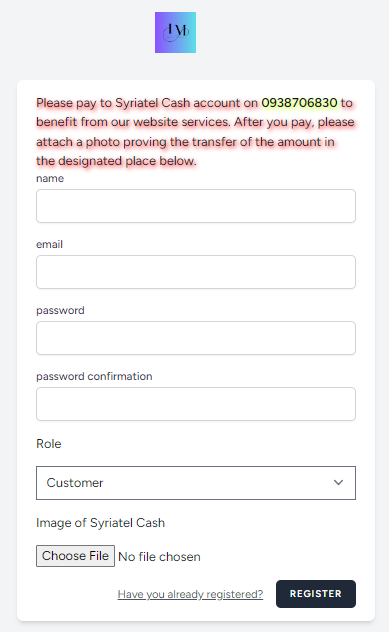 JM
Please pay to Syriatel Cash account on 0938706830 to
benefit from our website services. After you pay, please
attach a photo proving the transfer of the amount in
the designated place below.
name
email
password
password confirmation
Role
Customer
Image of Syriatel Cash
Choose File No file chosen
Have you already registered? REGISTER